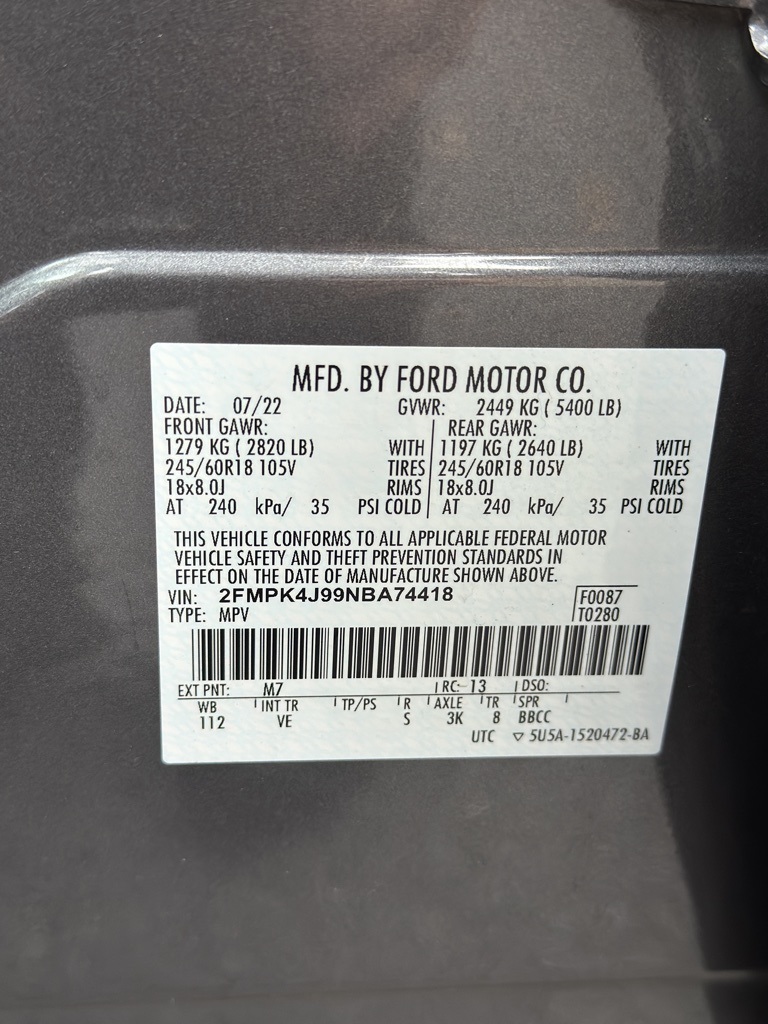 MFD. BY FORD MOTOR CO.
DATE: 07/22 GVWR: 2449 KG ( 5400 LB)
FRONT GAWR: REAR GAWR:
1279 KG ( 2820 LB) WITH 1197 KG ( 2640 LB) WITH
245/60R18 105V TIRES 245/60R18 105V TIRES
18x8.0J RIMS 18x8.0J RIMS
AT 240 kPa/ 35 PSI COLD AT 240 kPa/ 35 PSI COLD
THIS VEHICLE CONFORMS TO ALL APPLICABLE FEDERAL MOTOR
VEHICLE SAFETY AND THEFT PREVENTION STANDARDS IN
EFFECT ON THE DATE OF MANUFACTURE SHOWN ABOVE.
VIN: 2FMPK4J99NBA74418 F0087
TYPE: MPV T0280
EXT PNT: M7 RC: 13 DSO:
WB INT TR TP/PS R AXLE TR SPR
112 VE S 3K 8 BBCC
UTC ▽ 5U5A-1520472-BA